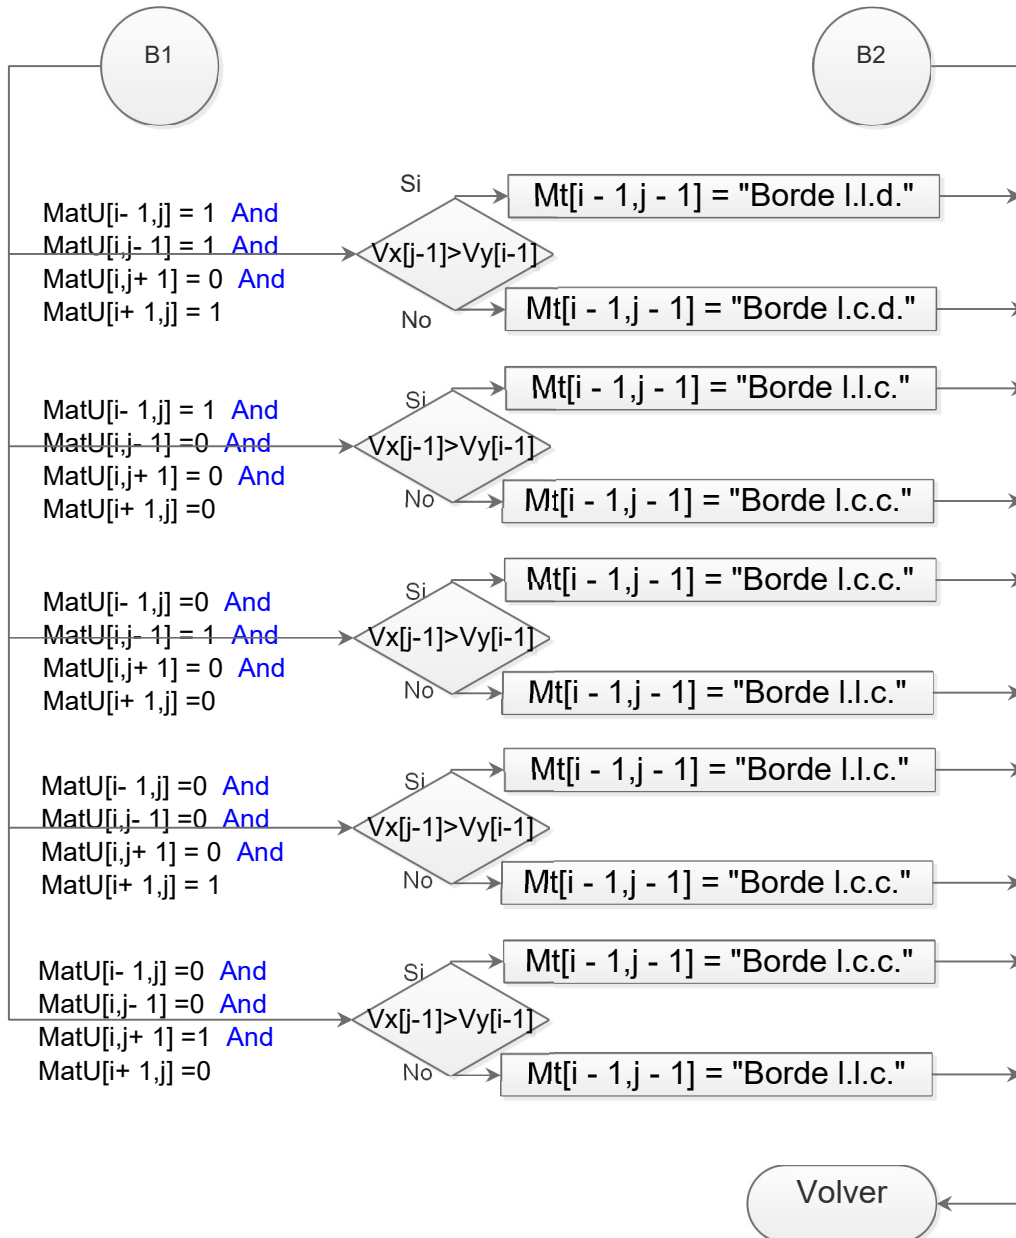 B1
B2
MatU[i- 1,j] = 1 And
MatU[i,j- 1] = 1 And
MatU[i,j+ 1] = 0 And
MatU[i+ 1,j] = 1
Vx[j-1]>Vy[i-1]
Si
Mt[i - 1,j - 1] = "Borde l.l.d."
No
Mt[i - 1,j - 1] = "Borde l.c.d."
MatU[i- 1,j] = 1 And
MatU[i,j- 1] =0 And
MatU[i,j+ 1] = 0 And
MatU[i+ 1,j] =0
Vx[j-1]>Vy[i-1]
Si
Mt[i - 1,j - 1] = "Borde l.l.c."
No
Mt[i - 1,j - 1] = "Borde l.c.c."
MatU[i- 1,j] =0 And
MatU[i,j- 1] = 1 And
MatU[i,j+ 1] = 0 And
MatU[i+ 1,j] =0
Vx[j-1]>Vy[i-1]
Si
Mt[i - 1,j - 1] = "Borde l.c.c."
No
Mt[i - 1,j - 1] = "Borde l.l.c."
MatU[i- 1,j] =0 And
MatU[i,j- 1] =0 And
MatU[i,j+ 1] = 0 And
MatU[i+ 1,j] = 1
Vx[j-1]>Vy[i-1]
Si
Mt[i - 1,j - 1] = "Borde l.l.c."
No
Mt[i - 1,j - 1] = "Borde l.c.c."
MatU[i- 1,j] =0 And
MatU[i,j- 1] =0 And
MatU[i,j+ 1] =1 And
MatU[i+ 1,j] =0
Vx[j-1]>Vy[i-1]
Si
Mt[i - 1,j - 1] = "Borde l.c.c."
No
Mt[i - 1,j - 1] = "Borde l.l.c."
Volver